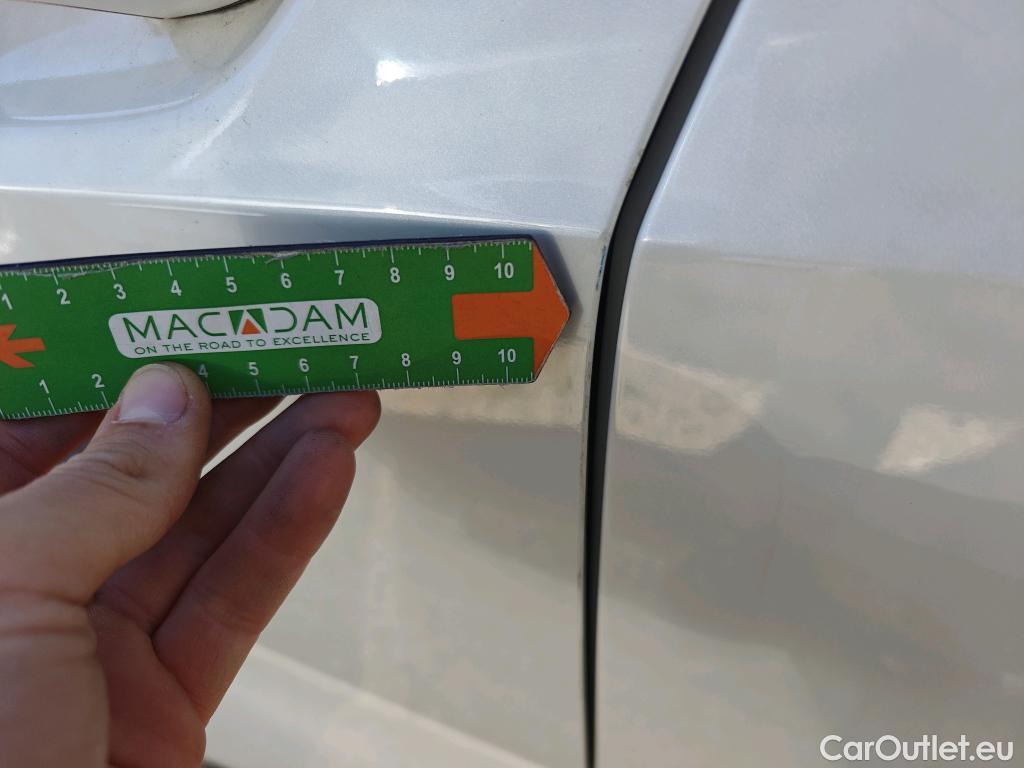 1 2 3 4 5 6 7 8 9 10
MACADAM
ON THE ROAD TO EXCELLENCE
1 2 4 5 6 7 8 9 10
CarOutlet.eu